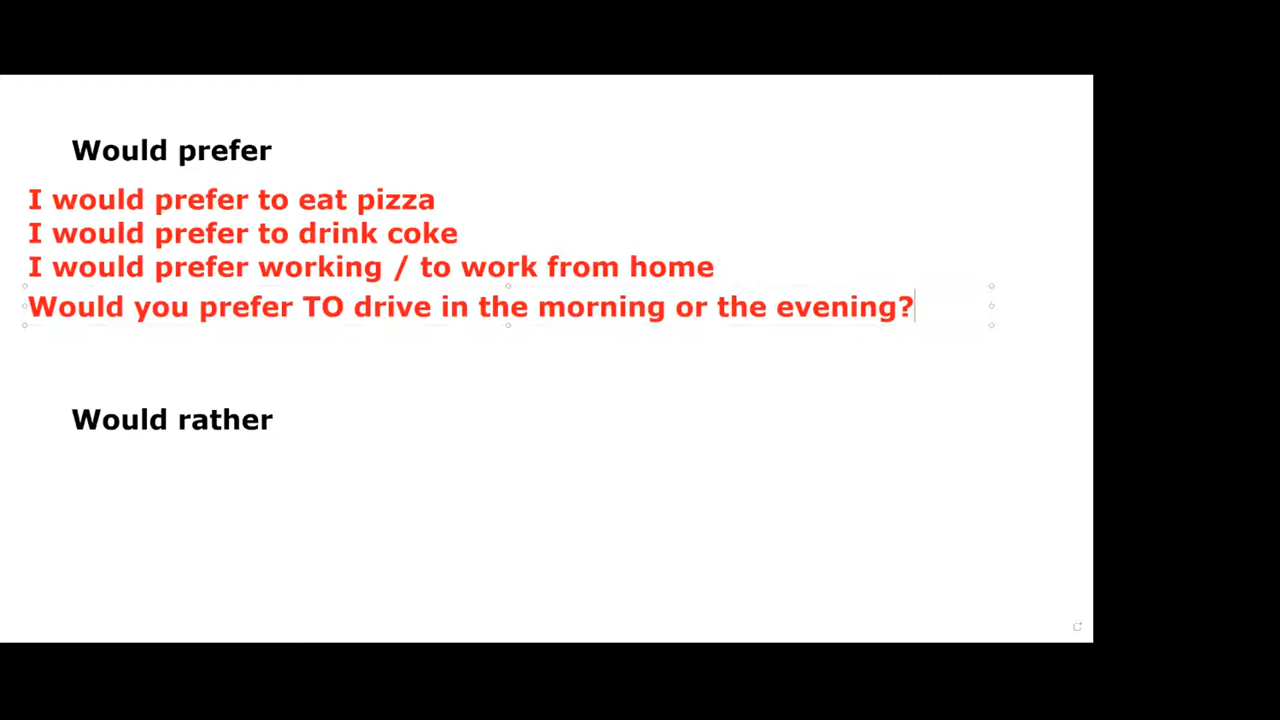 Would prefer
I would prefer to eat pizza
I would prefer to drink coke
I would prefer working / to work from home
Would you prefer TO drive in the morning or the evening?
Would rather